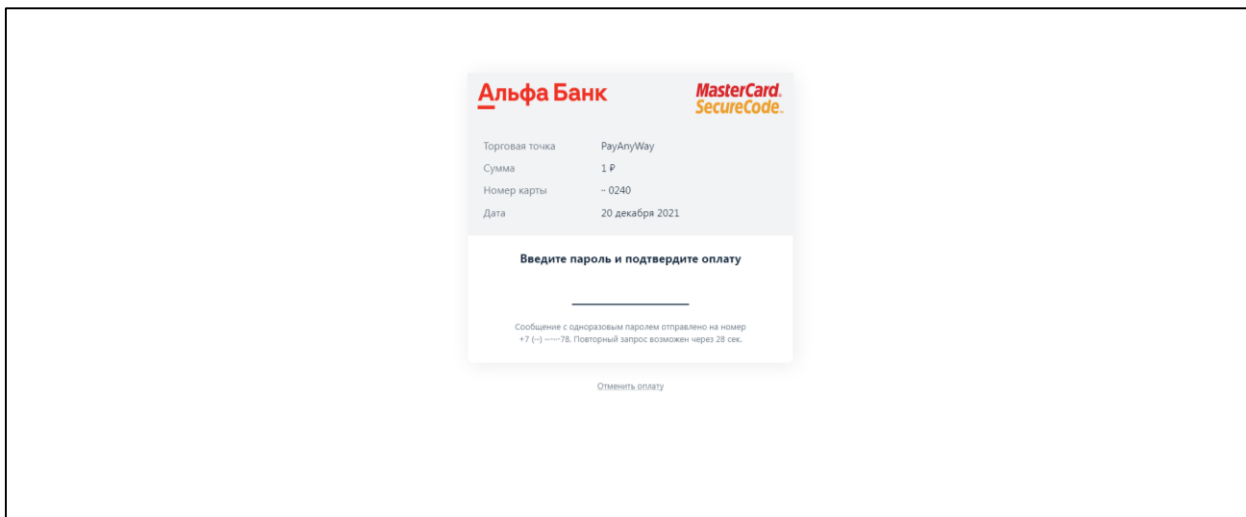 Альфа Банк
MasterCard.
SecureCode.
Торговая точка PayAnyWay
Сумма 1 ₽
Номер карты ·· 0240
Дата 20 декабря 2021
Введите пароль и подтвердите оплату
Сообщение с одноразовым паролем отправлено на номер
+7 (··) ··-··-78. Повторный запрос возможен через 28 сек.
Отменить оплату